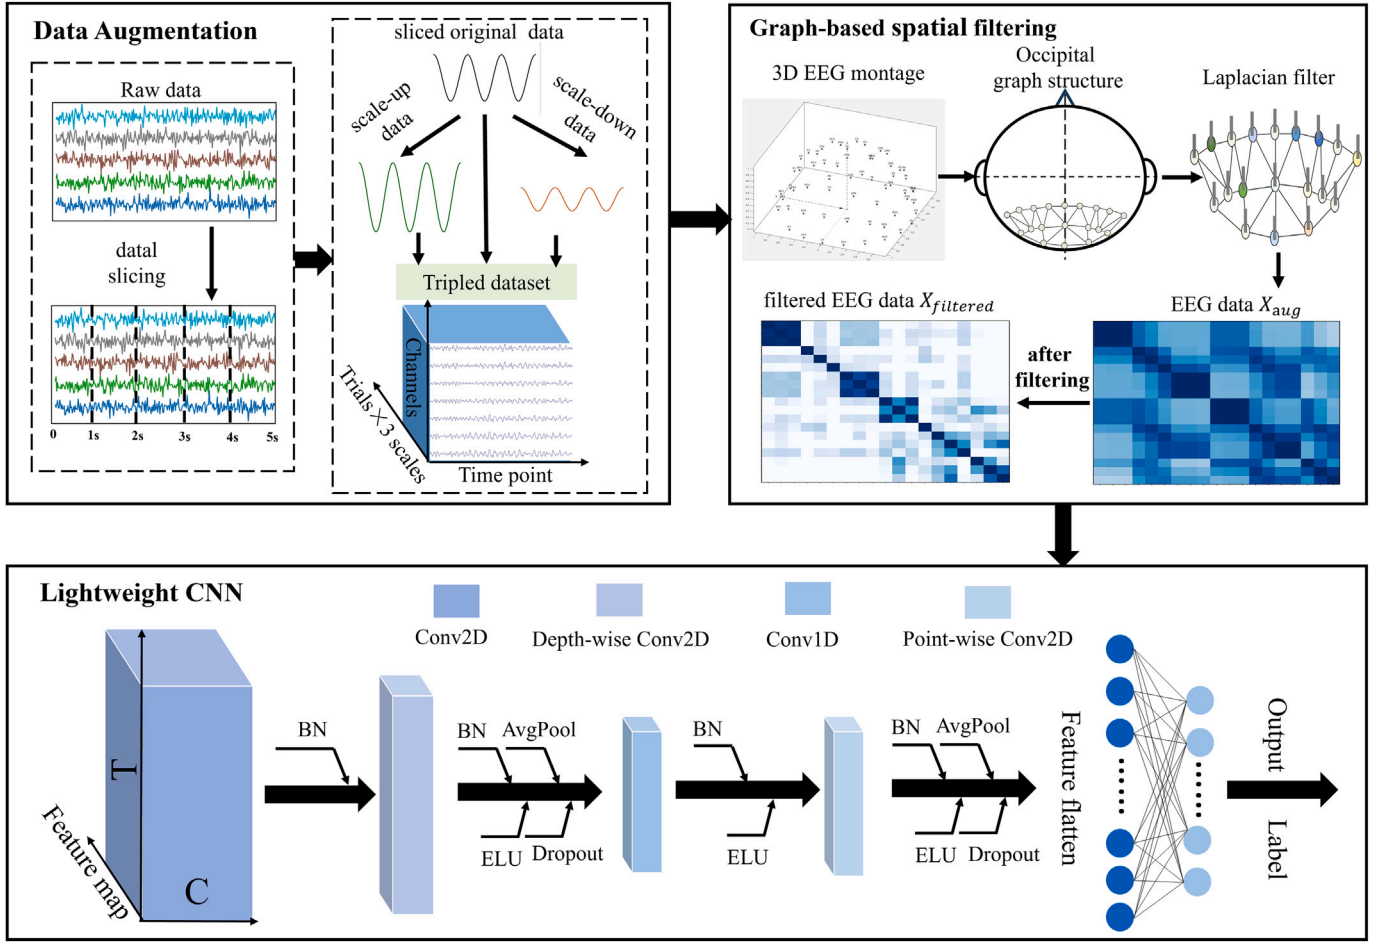 Data Augmentation
Raw data
datal
slicing
0 1s 2s 3s 4s 5s
sliced original data
scale-up
data
scale-down
data
Tripled dataset
Channels
Trials × 3 scales
Time point
Graph-based spatial filtering
3D EEG montage
Occipital
graph structure
Laplacian filter
filtered EEG data X_filtered
EEG data X_aug
after
filtering
Lightweight CNN
Conv2D
Depth-wise Conv2D
Conv1D
Point-wise Conv2D
T
C
Feature map
BN
BN AvgPool
ELU Dropout
BN
ELU
BN AvgPool
ELU Dropout
Feature flatten
Output Label